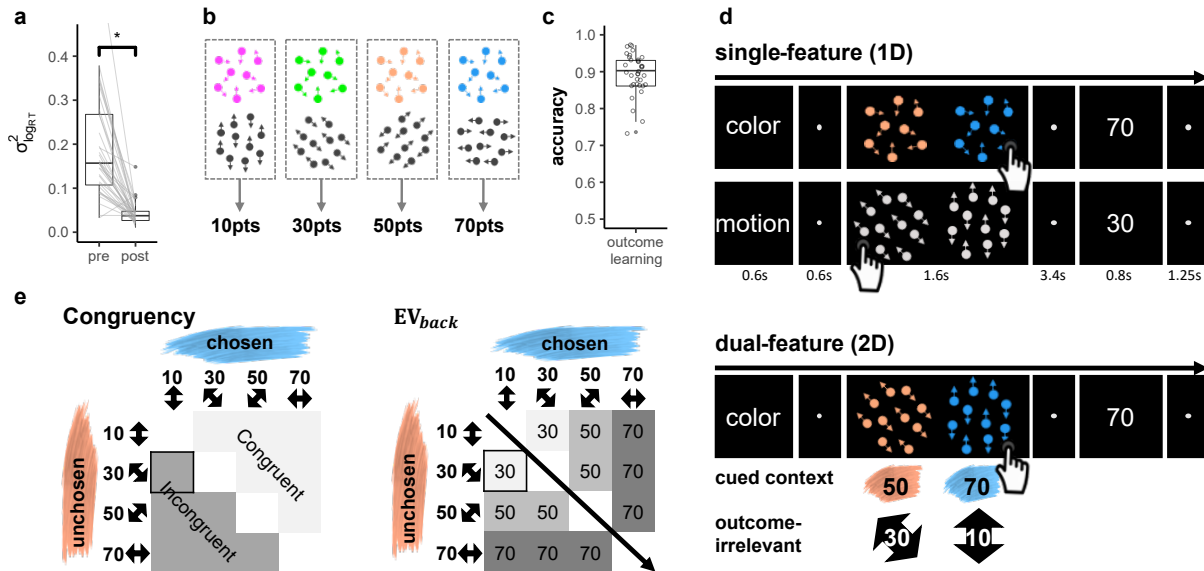 a
*
σ²logRT
0.4
0.3
0.2
0.1
0.0
pre post
b
10pts 30pts 50pts 70pts
c
accuracy
1.0
0.9
0.8
0.7
0.6
0.5
outcome
learning
d
single-feature (1D)
color 70
motion 30
0.6s 0.6s 1.6s 3.4s 0.8s 1.25s
dual-feature (2D)
color 70
cued context 50 70
outcome-
irrelevant 30 10
e
Congruency
chosen
10 30 50 70
unchosen
10
30
50
70
Congruent
Incongruent
EVback
chosen
10 30 50 70
unchosen
10 30 50 70
30 30 50 70
50 50 50 70
70 70 70 70